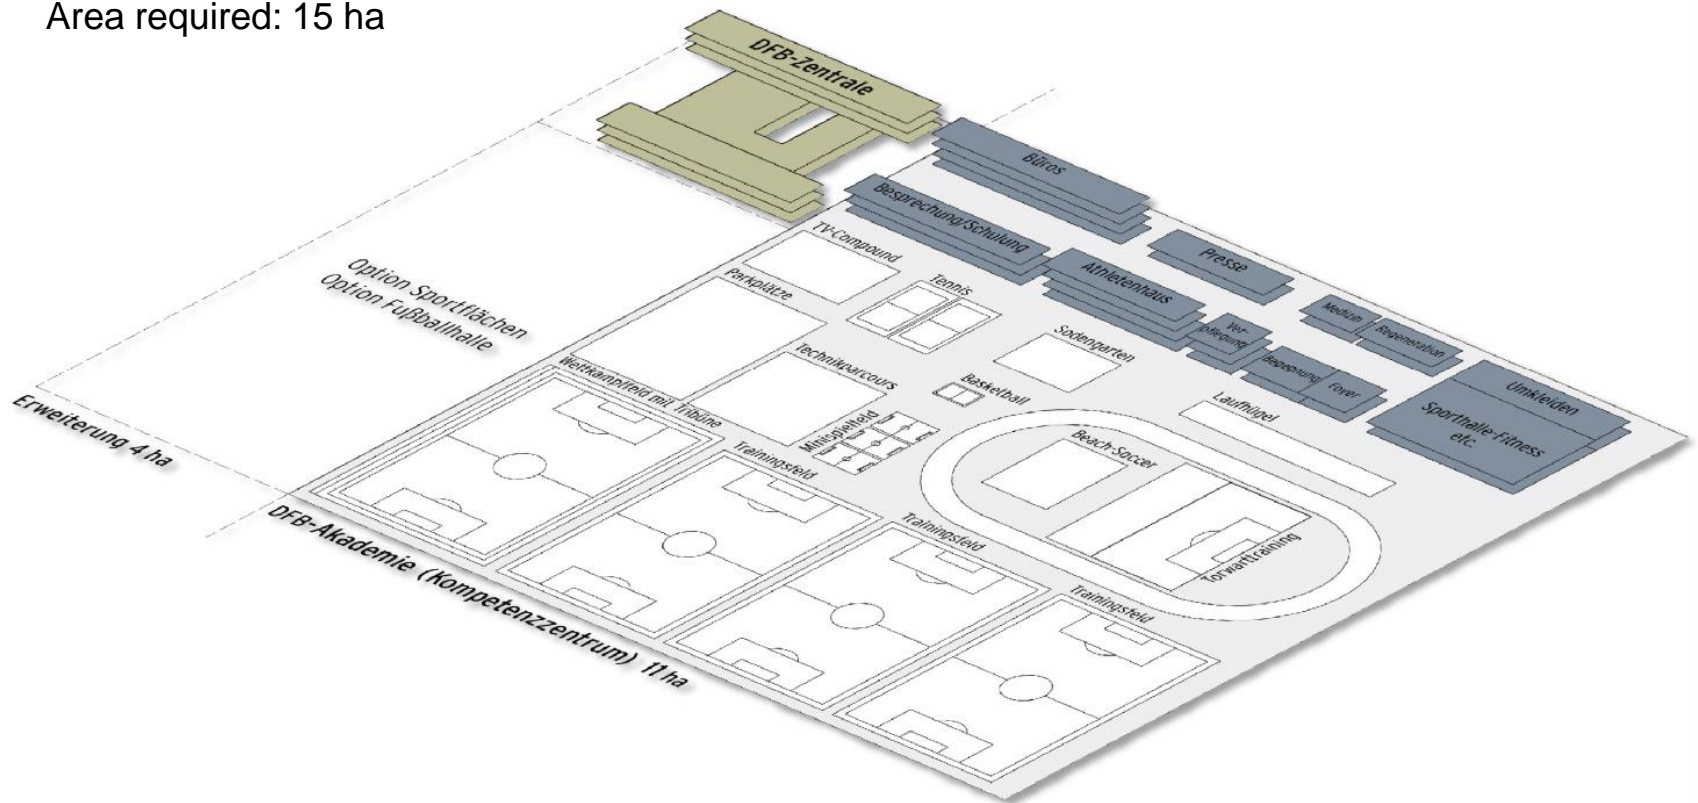 Area required: 15 ha
DFB-Zentrale
Büros
Besprechung/Schulung
Presse
TV-Compound
Athletenhaus
Parkplätze
Tennis
Medizin
Regeneration
Ver-
pflegung
Option Sportflächen
Option Fußballhalle
Sodengarten
Begegnung
Foyer
Umkleiden
Technikparcours
Basketball
Laufhügel
Sporthalle-Fitness
etc.
Wettkampffeld mit Tribüne
Minispielfeld
Beach-Soccer
Erweiterung 4 ha
Trainingsfeld
Trainingsfeld
Torwarttraining
Trainingsfeld
DFB-Akademie (Kompetenzzentrum) 11 ha